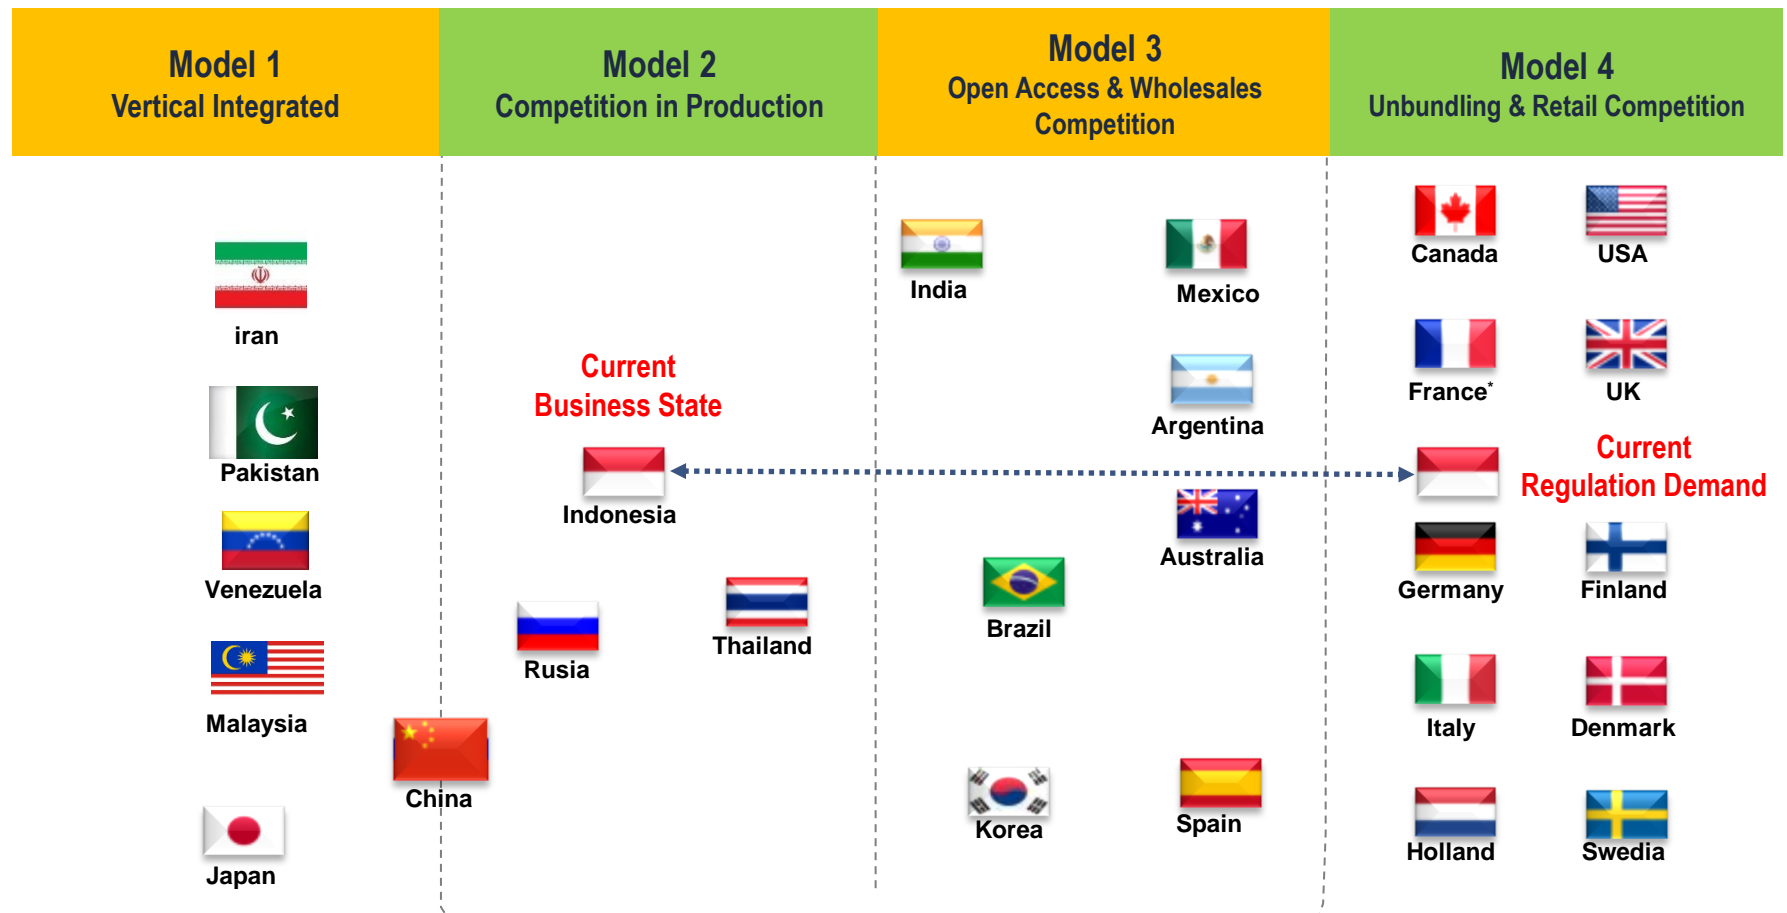 Model 1
Vertical Integrated
Model 2
Competition in Production
Model 3
Open Access & Wholesales
Competition
Model 4
Unbundling & Retail Competition
iran
Pakistan
Venezuela
Malaysia
Japan
China
Current
Business State
Indonesia
Rusia
Thailand
India
Mexico
Argentina
Australia
Brazil
Korea
Spain
Canada
USA
France*
UK
Current
Regulation Demand
Germany
Finland
Italy
Denmark
Holland
Swedia